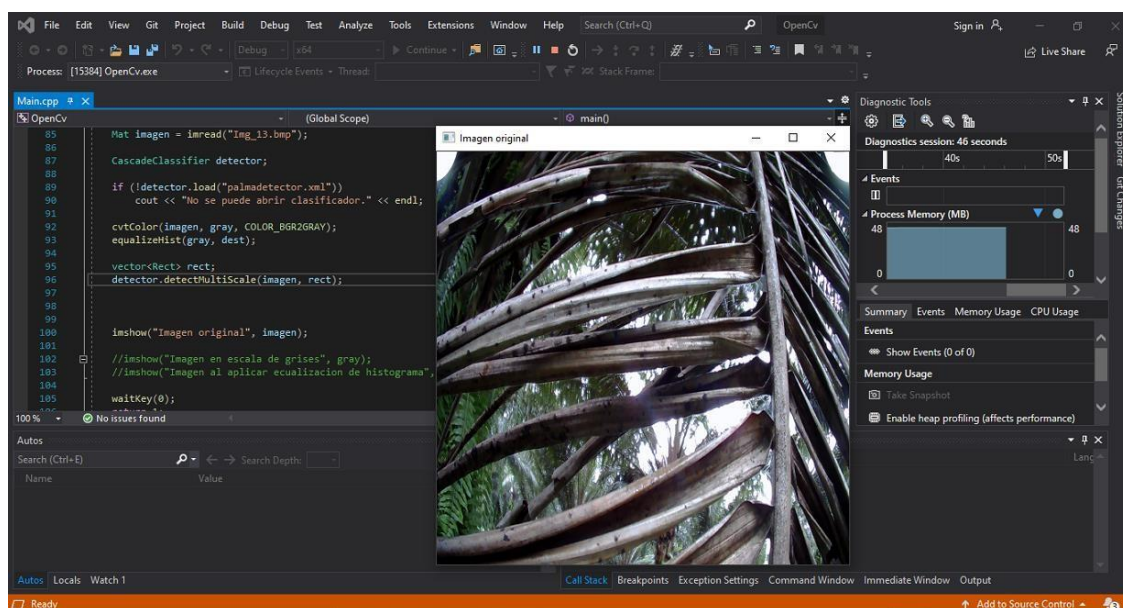 File Edit View Git Project Build Debug Test Analyze Tools Extensions Window Help Search (Ctrl+Q) OpenCv Sign in
Debug x64 Continue Live Share
Process: [15384] OpenCv.exe Lifecycle Events Thread: Stack Frame:
Main.cpp
OpenCv (Global Scope) main()
85 Mat imagen = imread("Img_13.bmp");
86
87 CascadeClassifier detector;
88
89 if (!detector.load("palmadetector.xml"))
90 cout << "No se puede abrir clasificador." << endl;
91
92 cvtColor(imagen, gray, COLOR_BGR2GRAY);
93 equalizeHist(gray, dest);
94
95 vector<Rect> rect;
96 detector.detectMultiScale(imagen, rect);
97
98
99
100 imshow("Imagen original", imagen);
101
102 //imshow("Imagen en escala de grises", gray);
103 //imshow("Imagen al aplicar ecualizacion de histograma",
104
105 waitKey(0);
100 % No issues found
Imagen original
Diagnostic Tools
Diagnostics session: 46 seconds
40s 50s
Events
Process Memory (MB)
48 48
0 0
Summary Events Memory Usage CPU Usage
Events
Show Events (0 of 0)
Memory Usage
Take Snapshot
Enable heap profiling (affects performance)
Solution Explorer
Git Changes
Autos
Search (Ctrl+E) Search Depth:
Name Value
Lang
Autos Locals Watch 1
Call Stack Breakpoints Exception Settings Command Window Immediate Window Output
Ready Add to Source Control